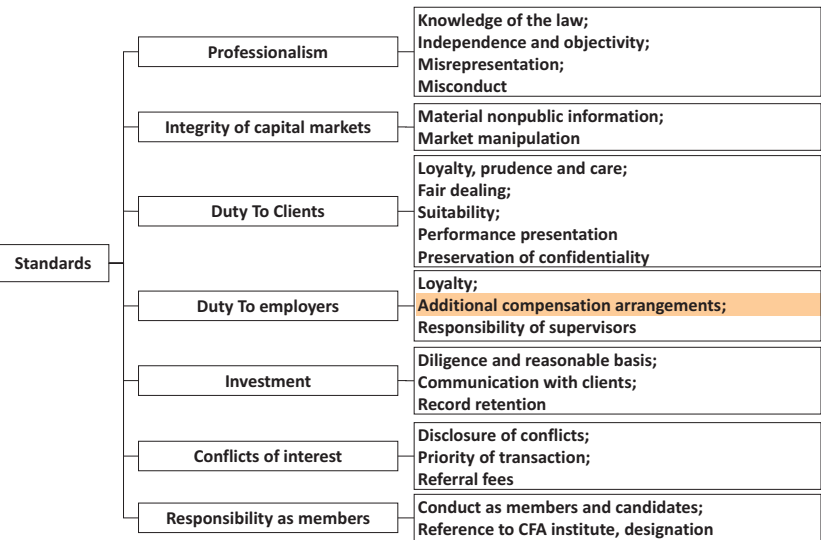 Standards
Professionalism
Knowledge of the law;
Independence and objectivity;
Misrepresentation;
Misconduct
Integrity of capital markets
Material nonpublic information;
Market manipulation
Duty To Clients
Loyalty, prudence and care;
Fair dealing;
Suitability;
Performance presentation
Preservation of confidentiality
Duty To employers
Loyalty;
Additional compensation arrangements;
Responsibility of supervisors
Investment
Diligence and reasonable basis;
Communication with clients;
Record retention
Conflicts of interest
Disclosure of conflicts;
Priority of transaction;
Referral fees
Responsibility as members
Conduct as members and candidates;
Reference to CFA institute, designation